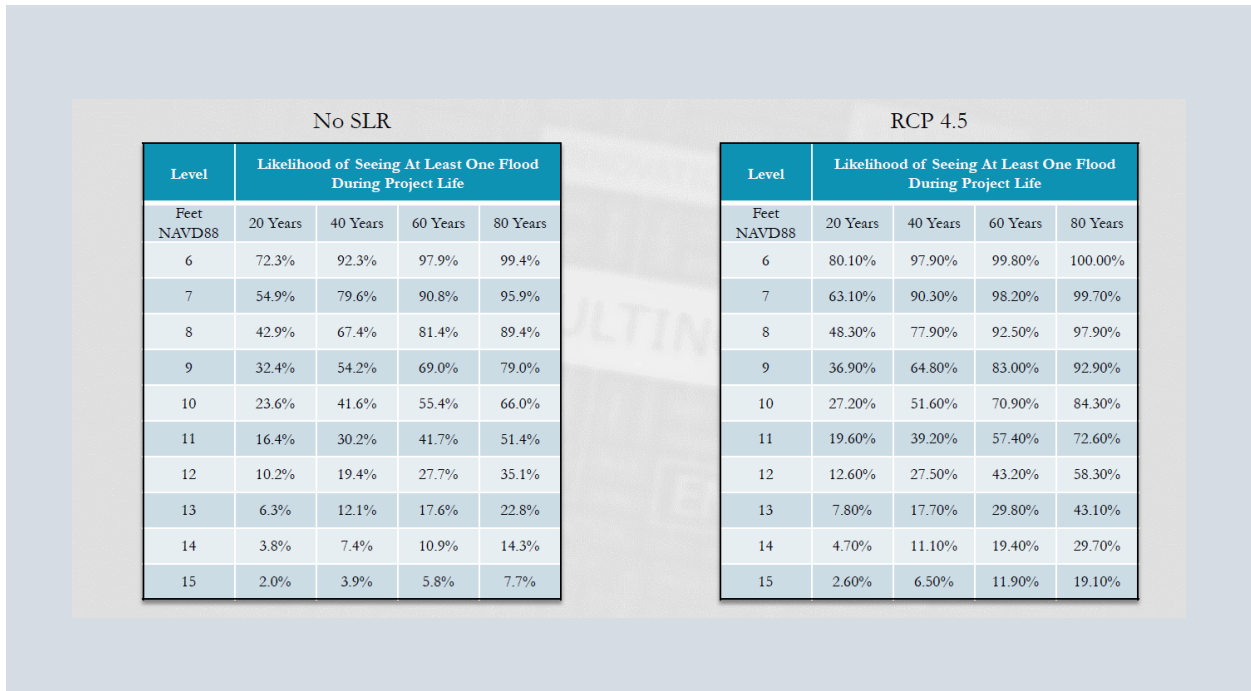 No SLR
Level
Likelihood of Seeing At Least One Flood
During Project Life
Feet
NAVD88
20 Years 40 Years 60 Years 80 Years
6 72.3% 92.3% 97.9% 99.4%
7 54.9% 79.6% 90.8% 95.9%
8 42.9% 67.4% 81.4% 89.4%
9 32.4% 54.2% 69.0% 79.0%
10 23.6% 41.6% 55.4% 66.0%
11 16.4% 30.2% 41.7% 51.4%
12 10.2% 19.4% 27.7% 35.1%
13 6.3% 12.1% 17.6% 22.8%
14 3.8% 7.4% 10.9% 14.3%
15 2.0% 3.9% 5.8% 7.7%
RCP 4.5
Level
Likelihood of Seeing At Least One Flood
During Project Life
Feet
NAVD88
20 Years 40 Years 60 Years 80 Years
6 80.10% 97.90% 99.80% 100.00%
7 63.10% 90.30% 98.20% 99.70%
8 48.30% 77.90% 92.50% 97.90%
9 36.90% 64.80% 83.00% 92.90%
10 27.20% 51.60% 70.90% 84.30%
11 19.60% 39.20% 57.40% 72.60%
12 12.60% 27.50% 43.20% 58.30%
13 7.80% 17.70% 29.80% 43.10%
14 4.70% 11.10% 19.40% 29.70%
15 2.60% 6.50% 11.90% 19.10%